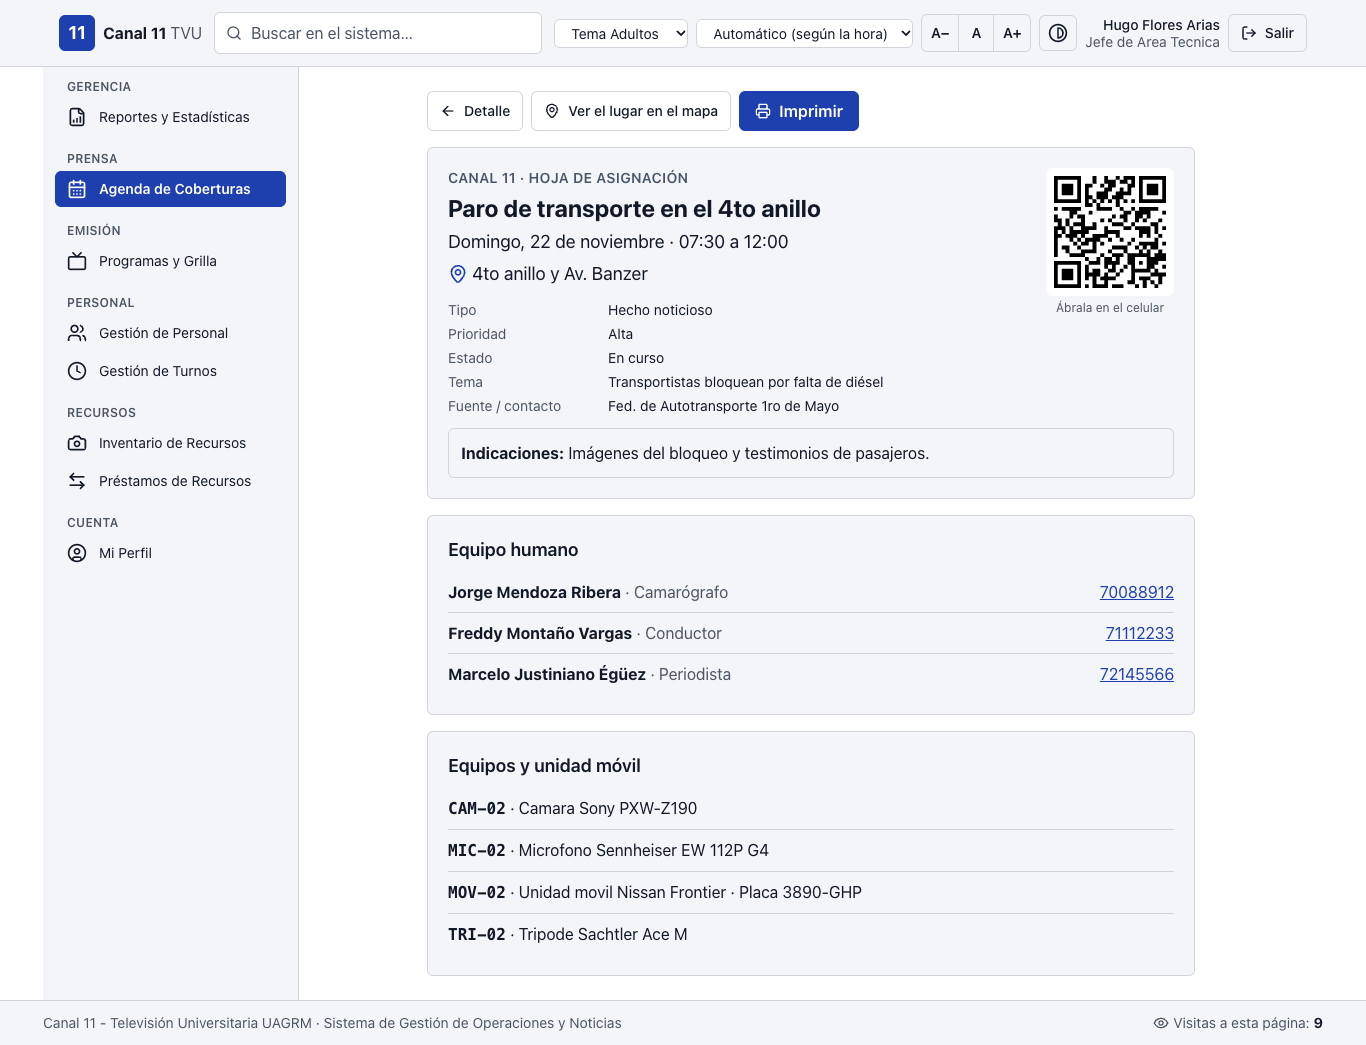 11 Canal 11 TVU
Buscar en el sistema...
Tema Adultos
Automático (según la hora)
A− A A+
Hugo Flores Arias
Jefe de Area Tecnica
Salir
GERENCIA
Reportes y Estadísticas
PRENSA
Agenda de Coberturas
EMISIÓN
Programas y Grilla
PERSONAL
Gestión de Personal
Gestión de Turnos
RECURSOS
Inventario de Recursos
Préstamos de Recursos
CUENTA
Mi Perfil
Detalle
Ver el lugar en el mapa
Imprimir
CANAL 11 · HOJA DE ASIGNACIÓN
Paro de transporte en el 4to anillo
Domingo, 22 de noviembre · 07:30 a 12:00
4to anillo y Av. Banzer
Ábrala en el celular
Tipo Hecho noticioso
Prioridad Alta
Estado En curso
Tema Transportistas bloquean por falta de diésel
Fuente / contacto Fed. de Autotransporte 1ro de Mayo
Indicaciones: Imágenes del bloqueo y testimonios de pasajeros.
Equipo humano
Jorge Mendoza Ribera · Camarógrafo 70088912
Freddy Montaño Vargas · Conductor 71112233
Marcelo Justiniano Égüez · Periodista 72145566
Equipos y unidad móvil
CAM-02 · Camara Sony PXW-Z190
MIC-02 · Microfono Sennheiser EW 112P G4
MOV-02 · Unidad movil Nissan Frontier · Placa 3890-GHP
TRI-02 · Tripode Sachtler Ace M
Canal 11 - Televisión Universitaria UAGRM · Sistema de Gestión de Operaciones y Noticias
Visitas a esta página: 9